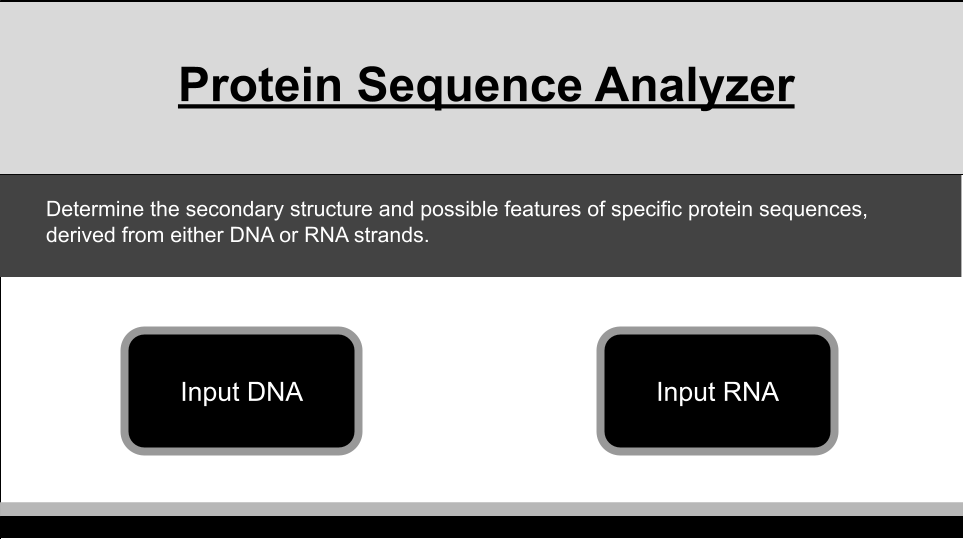 Protein Sequence Analyzer
Determine the secondary structure and possible features of specific protein sequences,
derived from either DNA or RNA strands.
Input DNA
Input RNA